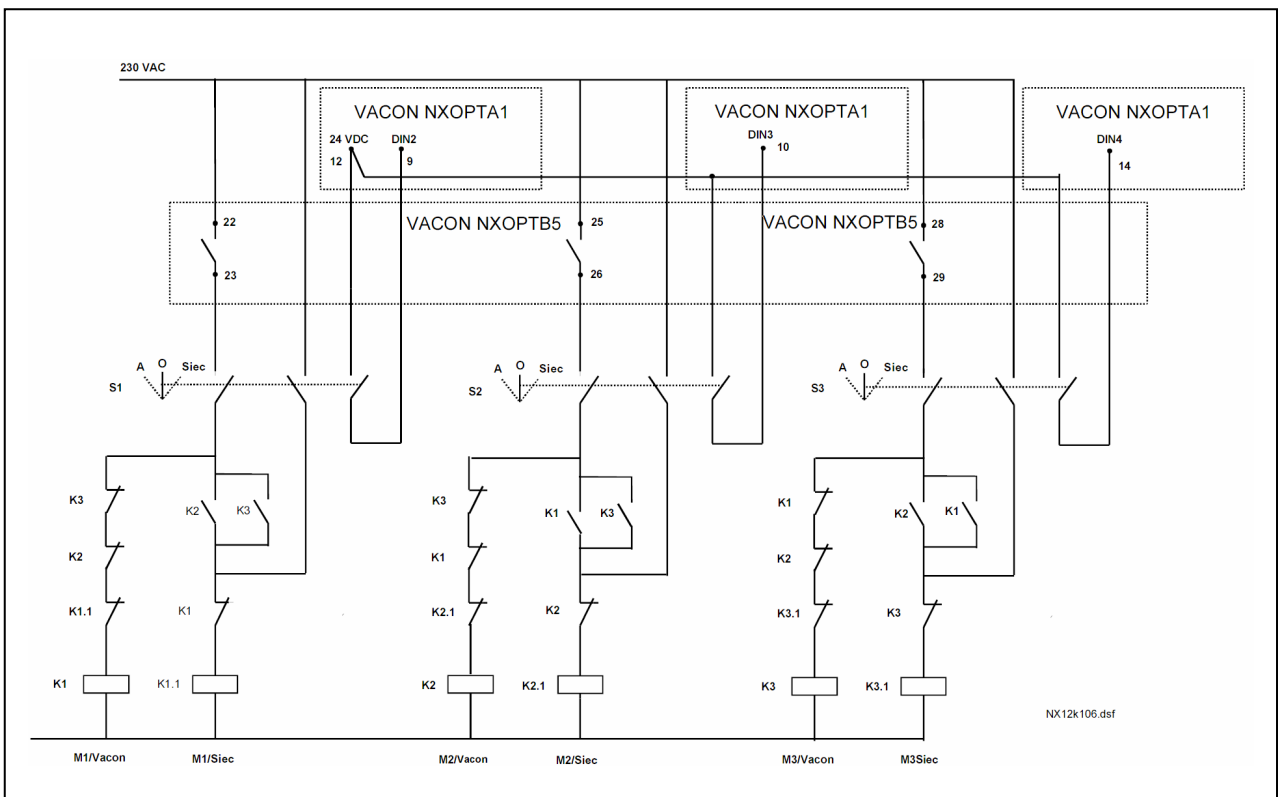 230 VAC
VACON NXOPTA1
VACON NXOPTA1
VACON NXOPTA1
24 VDC
DIN2
12
9
DIN3
10
DIN4
14
VACON NXOPTB5
VACON NXOPTB5
22
23
25
26
28
29
S1
A
O
Siec
S2
A
O
Siec
S3
A
O
Siec
K3
K2
K3
K2
K1.1
K1
K1
K1.1
K3
K1
K3
K1
K2.1
K2
K2
K2.1
K1
K2
K1
K2
K3.1
K3
K3
K3.1
NX12k106.dsf
M1/Vacon
M1/Siec
M2/Vacon
M2/Siec
M3/Vacon
M3Siec